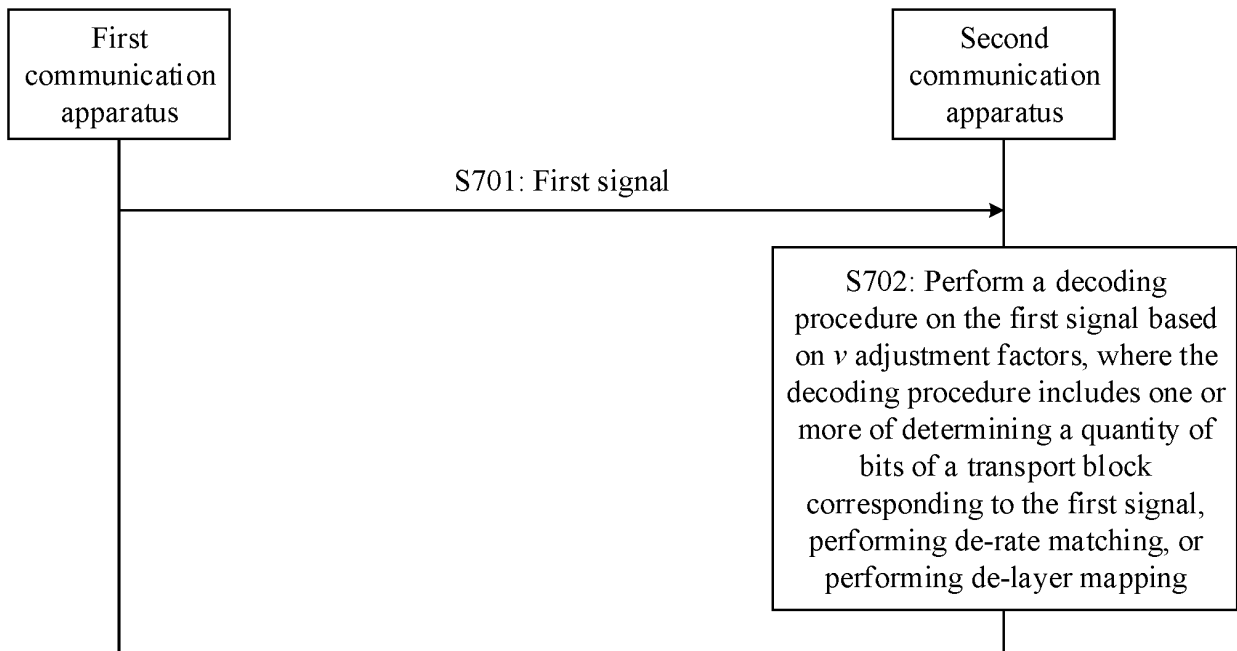 First
communication
apparatus
Second
communication
apparatus
S701: First signal
S702: Perform a decoding
procedure on the first signal based
on v adjustment factors, where the
decoding procedure includes one or
more of determining a quantity of
bits of a transport block
corresponding to the first signal,
performing de-rate matching, or
performing de-layer mapping